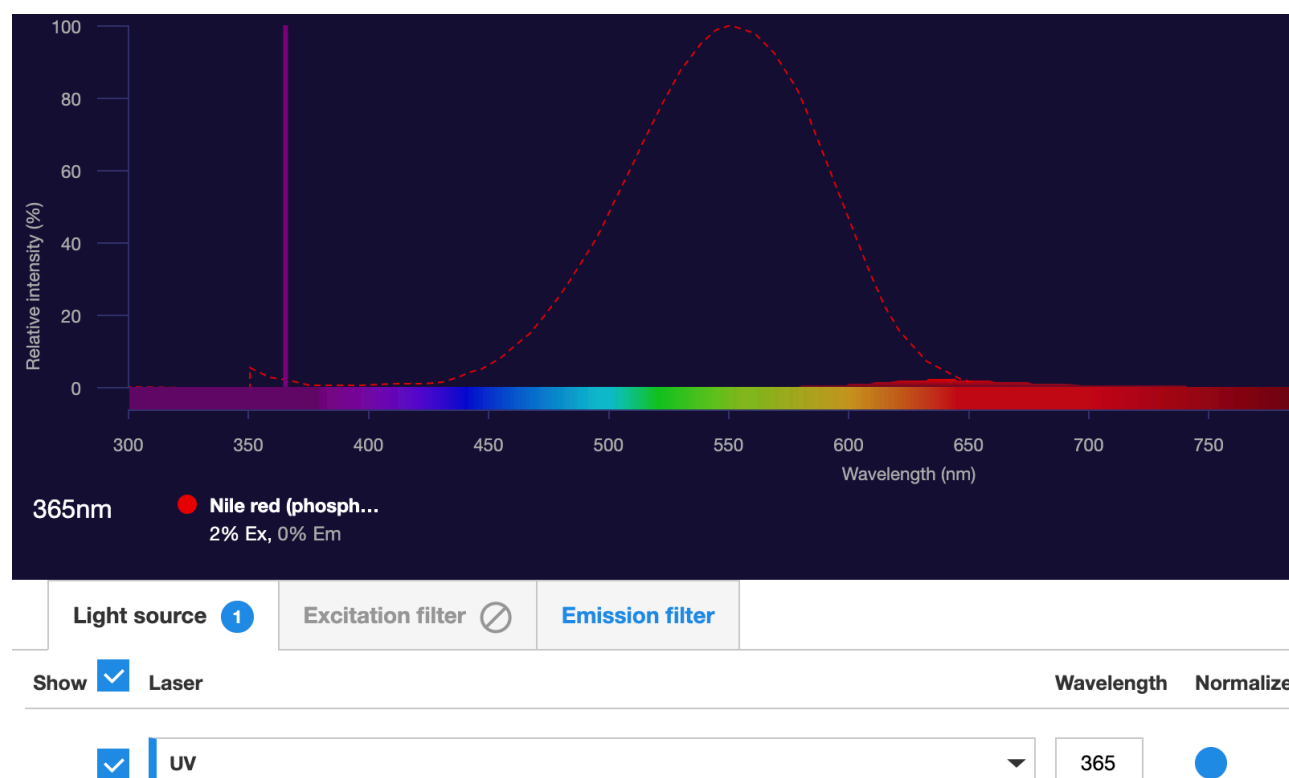 100
80
60
40
20
0
Relative intensity (%)
300 350 400 450 500 550 600 650 700 750
Wavelength (nm)
365nm
Nile red (phosph...
2% Ex, 0% Em
Light source 1 Excitation filter Emission filter
Show Laser Wavelength Normalize
UV 365